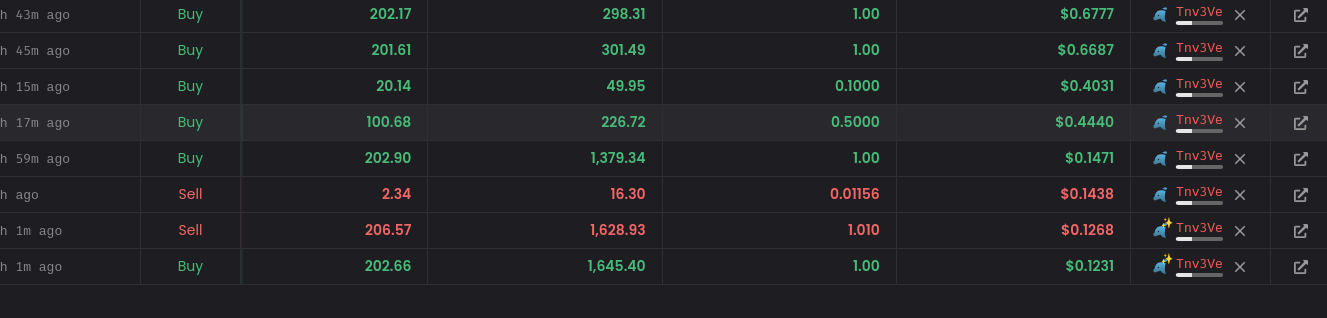 h 43m ago Buy 202.17 298.31 1.00 $0.6777 Tnv3Ve
h 45m ago Buy 201.61 301.49 1.00 $0.6687 Tnv3Ve
h 15m ago Buy 20.14 49.95 0.1000 $0.4031 Tnv3Ve
h 17m ago Buy 100.68 226.72 0.5000 $0.4440 Tnv3Ve
h 59m ago Buy 202.90 1,379.34 1.00 $0.1471 Tnv3Ve
h ago Sell 2.34 16.30 0.01156 $0.1438 Tnv3Ve
h 1m ago Sell 206.57 1,628.93 1.010 $0.1268 Tnv3Ve
h 1m ago Buy 202.66 1,645.40 1.00 $0.1231 Tnv3Ve